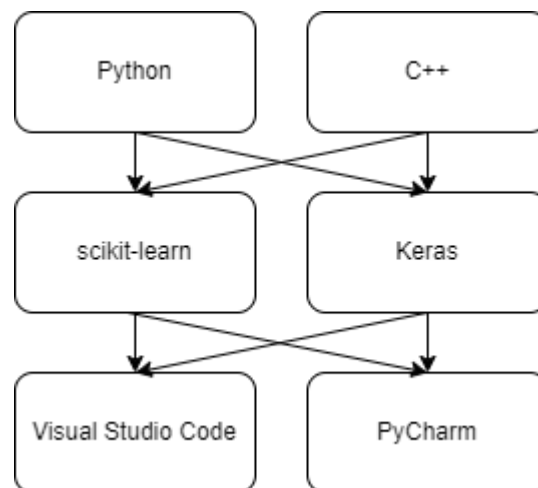 Python
C++
scikit-learn
Keras
Visual Studio Code
PyCharm